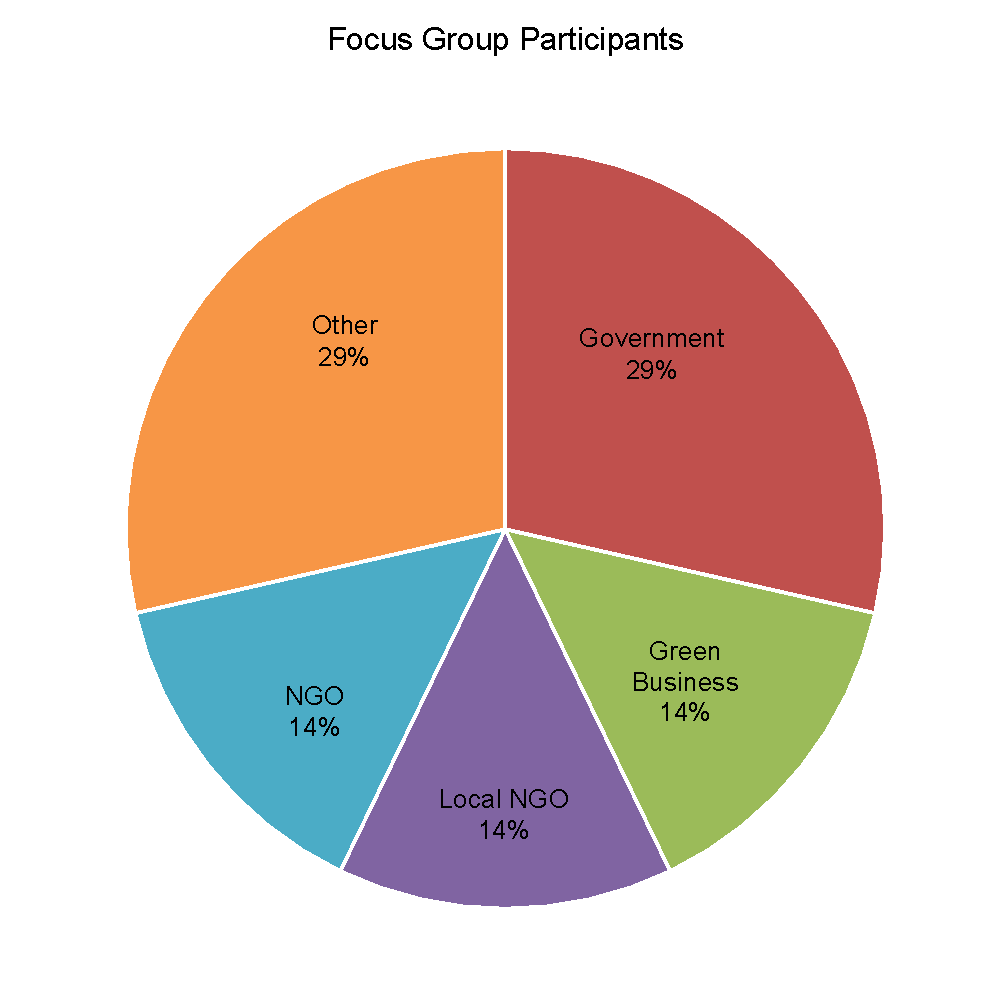 Focus Group Participants
Other
29%
Government
29%
Green
Business
14%
NGO
14%
Local NGO
14%